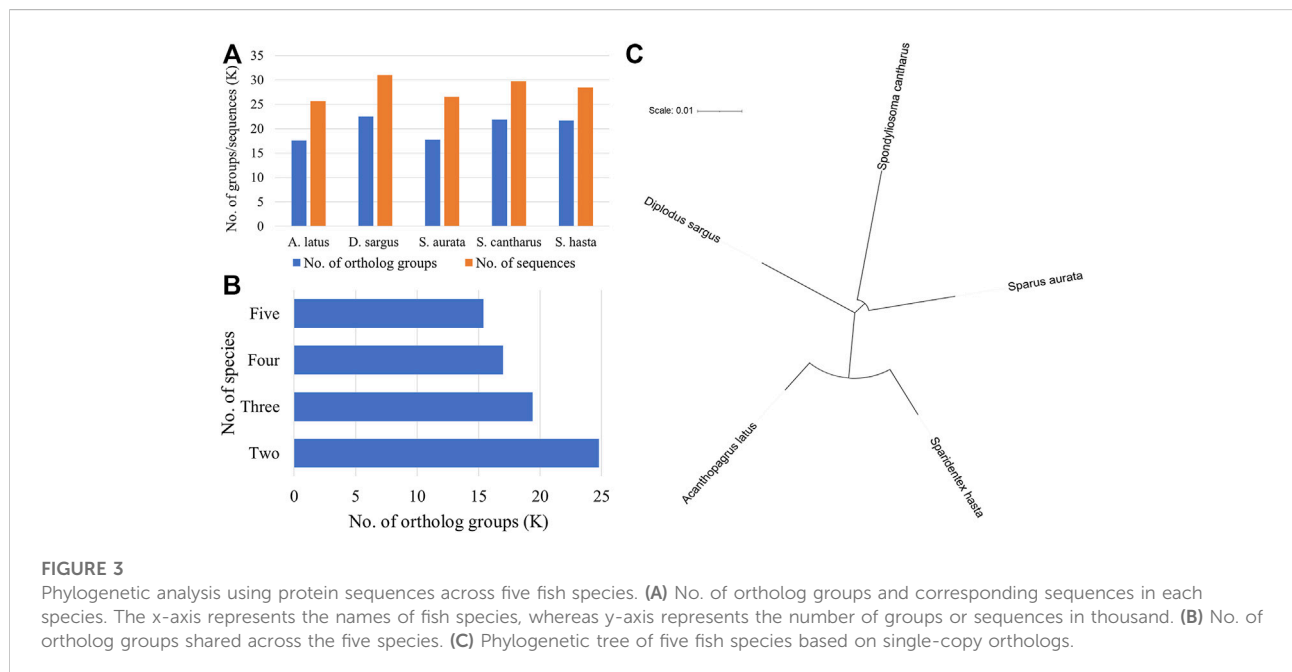 A
No. of groups/sequences (K)
35
30
25
20
15
10
5
0
A. latus D. sargus S. aurata S. cantharus S. hasta
No. of ortholog groups No. of sequences
B
No. of species
Five
Four
Three
Two
0 5 10 15 20 25
No. of ortholog groups (K)
C
Scale: 0.01
Spondyliosoma cantharus
Diplodus sargus
Sparus aurata
Acanthopagrus latus
Sparidentex hasta
FIGURE 3
Phylogenetic analysis using protein sequences across five fish species. (A) No. of ortholog groups and corresponding sequences in each
species. The x-axis represents the names of fish species, whereas y-axis represents the number of groups or sequences in thousand. (B) No. of
ortholog groups shared across the five species. (C) Phylogenetic tree of five fish species based on single-copy orthologs.